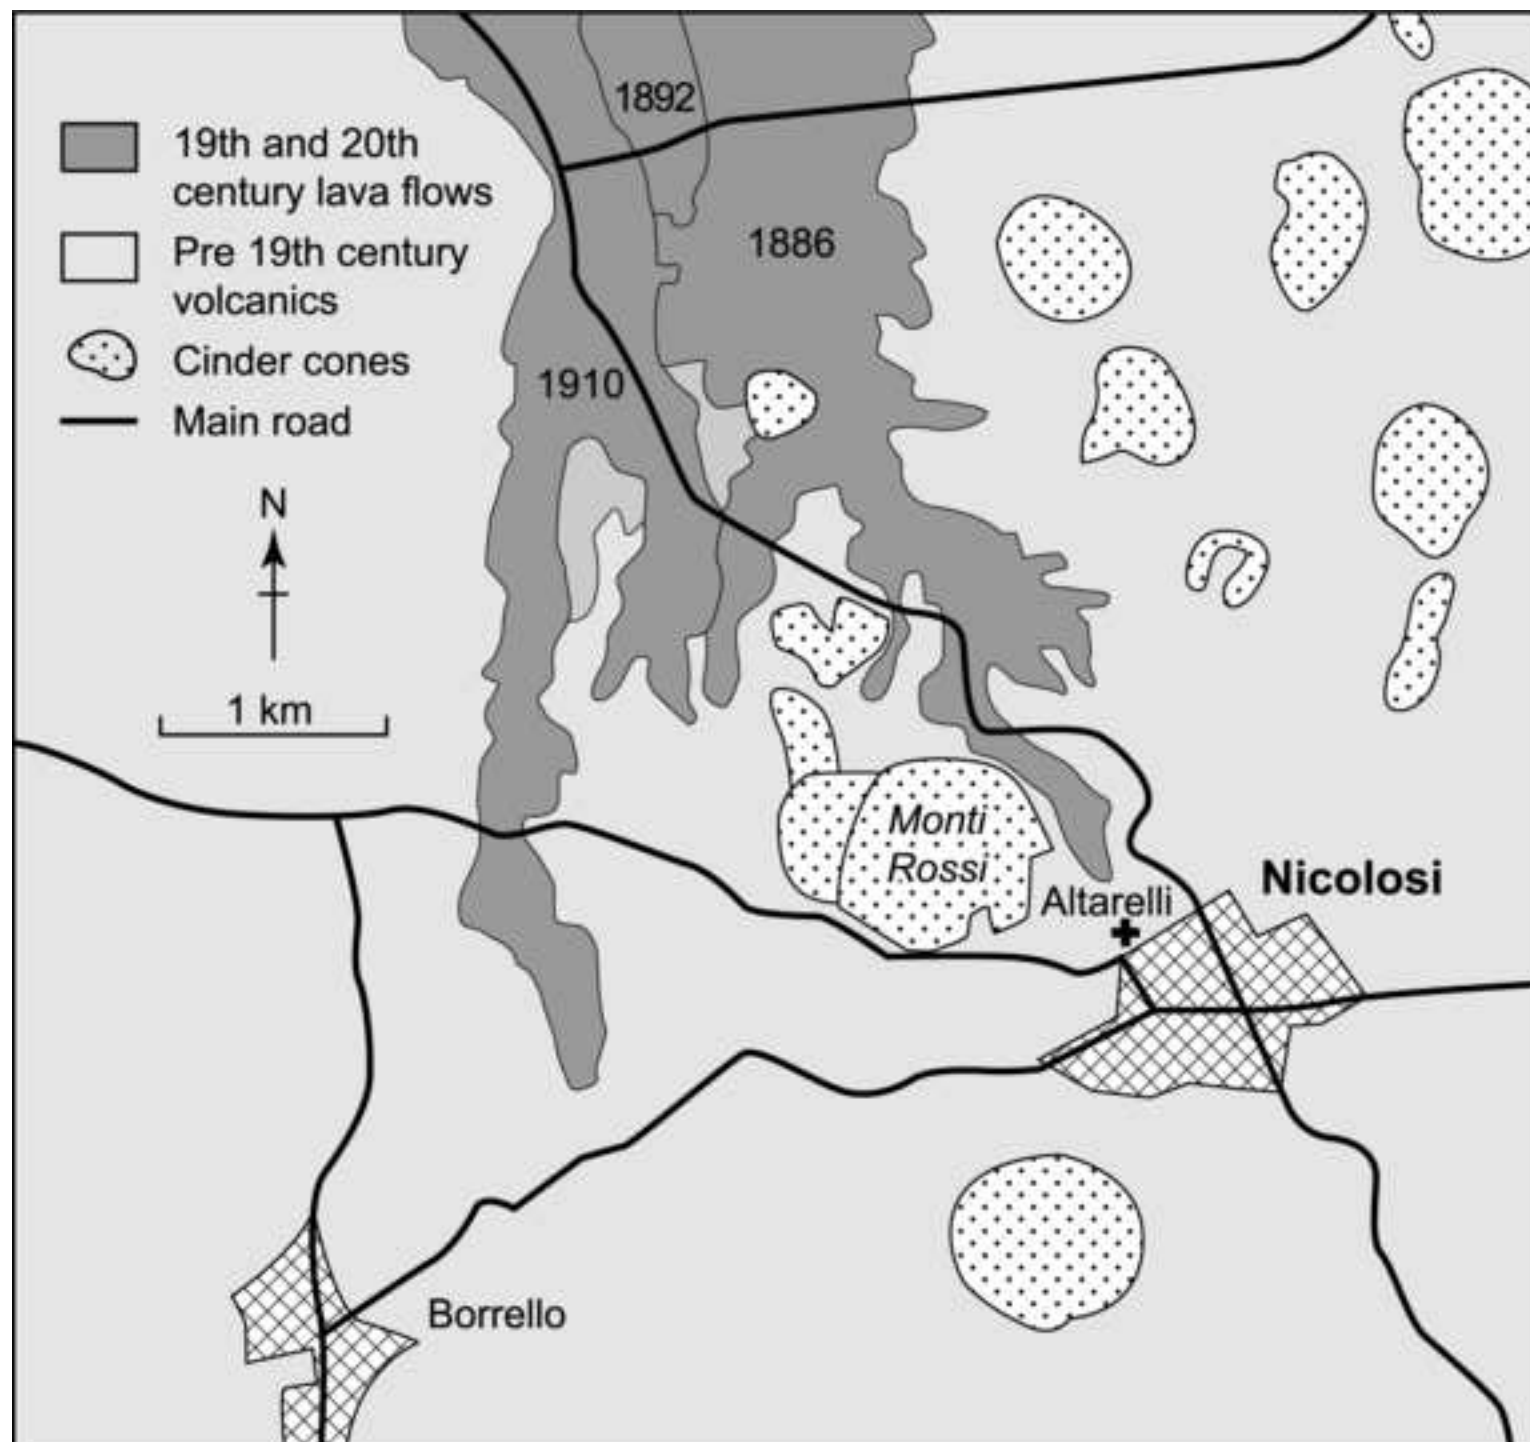 1892
19th and 20th
century lava flows
1886
Pre 19th century
volcanics
Cinder cones
1910
Main road
N
1 km
Monti
Rossi
Nicolosi
Altarelli
Borrello